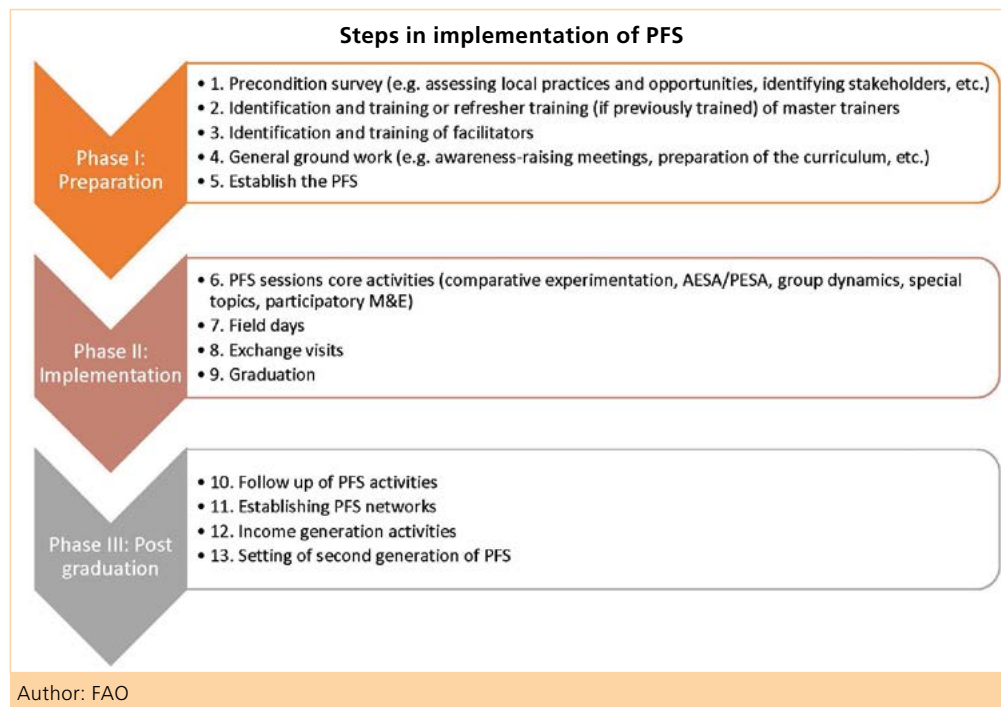 Steps in implementation of PFS
Phase I:
Preparation
• 1. Precondition survey (e.g. assessing local practices and opportunities, identifying stakeholders, etc.)
• 2. Identification and training or refresher training (if previously trained) of master trainers
• 3. Identification and training of facilitators
• 4. General ground work (e.g. awareness-raising meetings, preparation of the curriculum, etc.)
• 5. Establish the PFS
Phase II:
Implementation
• 6. PFS sessions core activities (comparative experimentation, AESA/PESA, group dynamics, special
topics, participatory M&E)
• 7. Field days
• 8. Exchange visits
• 9. Graduation
Phase III: Post
graduation
• 10. Follow up of PFS activities
• 11. Establishing PFS networks
• 12. Income generation activities
• 13. Setting of second generation of PFS
Author: FAO